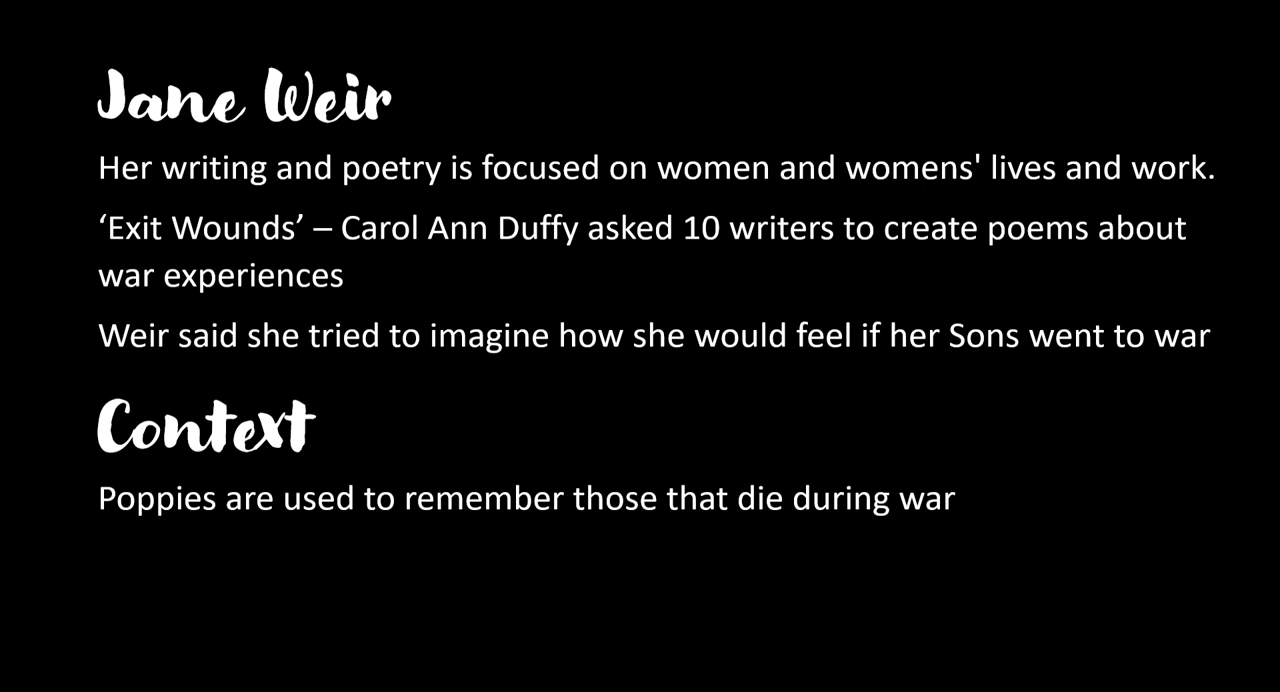 Jane Weir
Her writing and poetry is focused on women and womens' lives and work.
‘Exit Wounds’ – Carol Ann Duffy asked 10 writers to create poems about
war experiences
Weir said she tried to imagine how she would feel if her Sons went to war
Context
Poppies are used to remember those that die during war